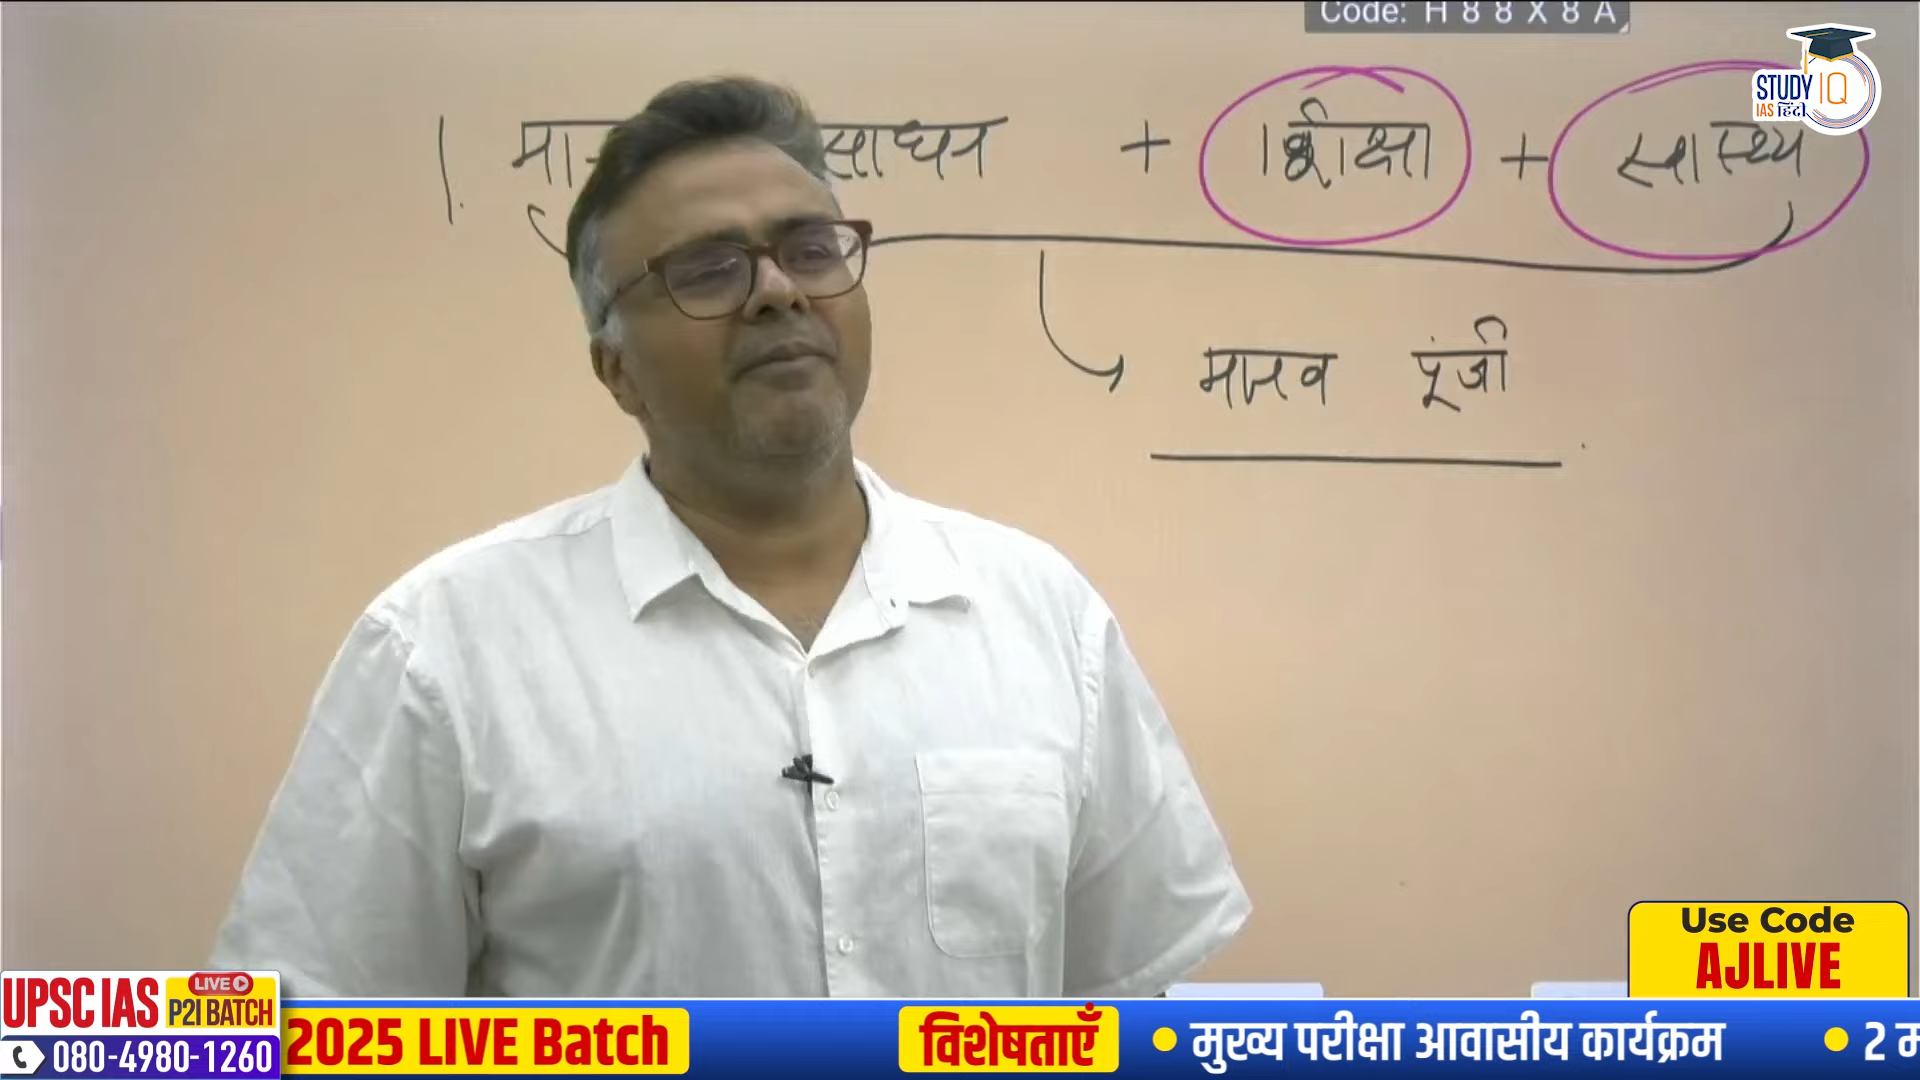 Code: H 8 8 X 8 A
STUDY IQ
IAS हिंदी
1. साधन + शिक्षा + स्वास्थ्य
मानव पूंजी
Use Code
AJLIVE
UPSC IAS LIVE P2I BATCH
080-4980-1260
2025 LIVE Batch
विशेषताएँ
मुख्य परीक्षा आवासीय कार्यक्रम
2